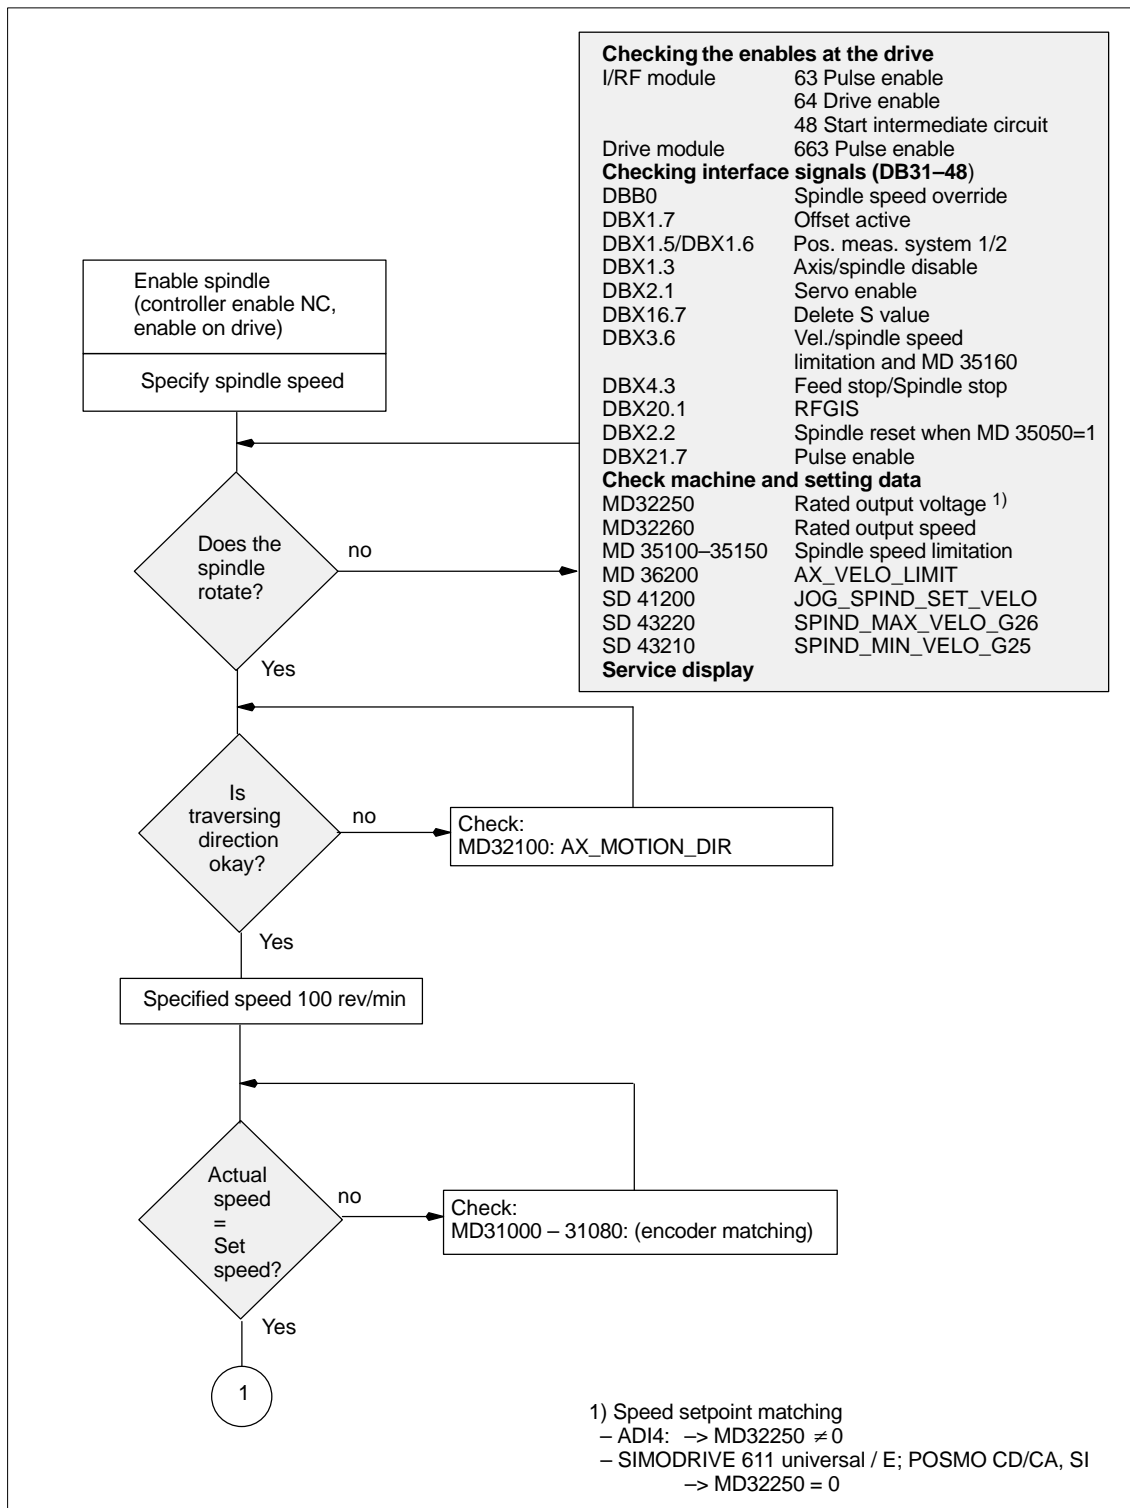 Checking the enables at the drive
I/RF module 63 Pulse enable
64 Drive enable
48 Start intermediate circuit
Drive module 663 Pulse enable
Checking interface signals (DB31–48)
DBB0 Spindle speed override
DBX1.7 Offset active
DBX1.5/DBX1.6 Pos. meas. system 1/2
DBX1.3 Axis/spindle disable
DBX2.1 Servo enable
DBX16.7 Delete S value
DBX3.6 Vel./spindle speed
limitation and MD 35160
DBX4.3 Feed stop/Spindle stop
DBX20.1 RFGIS
DBX2.2 Spindle reset when MD 35050=1
DBX21.7 Pulse enable
Check machine and setting data
MD32250 Rated output voltage 1)
MD32260 Rated output speed
MD 35100–35150 Spindle speed limitation
MD 36200 AX_VELO_LIMIT
SD 41200 JOG_SPIND_SET_VELO
SD 43220 SPIND_MAX_VELO_G26
SD 43210 SPIND_MIN_VELO_G25
Service display
Enable spindle
(controller enable NC,
enable on drive)
Specify spindle speed
Does the
spindle
rotate?
no
Yes
Is
traversing
direction
okay?
no
Check:
MD32100: AX_MOTION_DIR
Yes
Specified speed 100 rev/min
Actual
speed
=
Set
speed?
no
Check:
MD31000 – 31080: (encoder matching)
Yes
1
1) Speed setpoint matching
– ADI4: –> MD32250 ≠ 0
– SIMODRIVE 611 universal / E; POSMO CD/CA, SI
–> MD32250 = 0